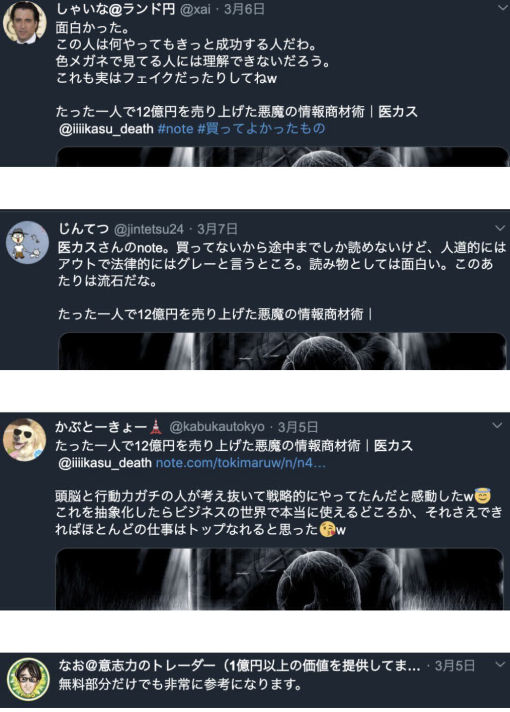 しゃいな@ランド円 @xai · 3月6日
面白かった。
この人は何やってもきっと成功する人だわ。
色メガネで見てる人には理解できないだろう。
これも実はフェイクだったりしてねw
たった一人で12億円を売り上げた悪魔の情報商材術｜医カス
@iiiikasu_death #note #買ってよかったもの
じんてつ @jintetsu24 · 3月7日
医カスさんのnote。買ってないから途中までしか読めないけど、人道的には
アウトで法律的にはグレーと言うところ。読み物としては面白い。このあ
たりは流石だな。
たった一人で12億円を売り上げた悪魔の情報商材術｜
かぶとーきょー🗼 @kabukautokyo · 3月5日
たった一人で12億円を売り上げた悪魔の情報商材術｜医カス
@iiiikasu_death note.com/tokimaruw/n/n4…
頭脳と行動力ガチの人が考え抜いて戦略的にやってたんだと感動したw😇
これを抽象化したらビジネスの世界で本当に使えるどころか、それさえでき
ればほとんどの仕事はトップなれると思った😘w
なお@意志力のトレーダー（1億円以上の価値を提供してま… · 3月5日
無料部分だけでも非常に参考になります。